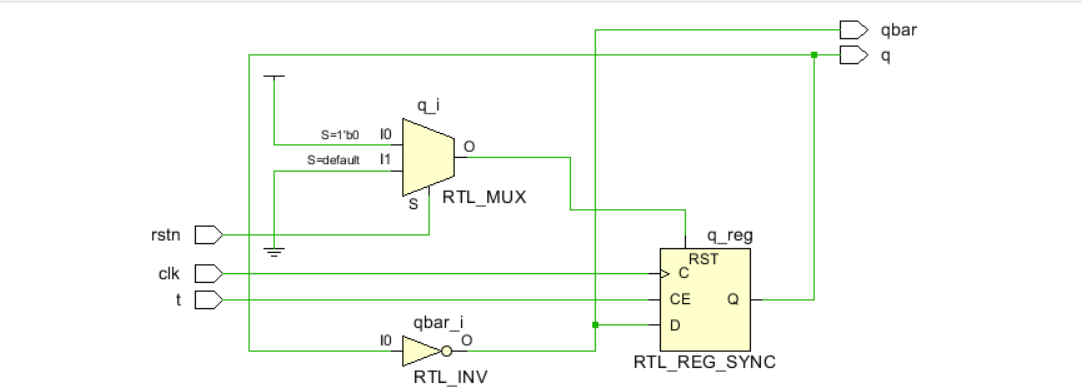 qbar
q
q_i
S=1'b0 I0
S=default I1
O
S
RTL_MUX
rstn
q_reg
RST
clk
C
t
CE Q
D
qbar_i
I0 O
RTL_INV
RTL_REG_SYNC